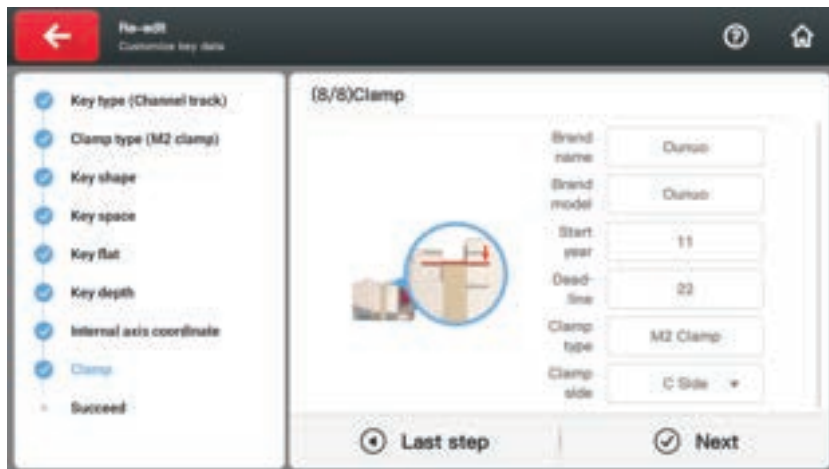 Re-edit
Customize key data
Key type (Channel track)
Clamp type (M2 clamp)
Key shape
Key space
Key flat
Key depth
Internal axis coordinate
Clamp
Succeed
(8/8)Clamp
Brand
name
Ounuo
Brand
model
Ounuo
Start
year
11
Dead-
line
22
Clamp
type
M2 Clamp
Clamp
side
C Side
Last step
Next